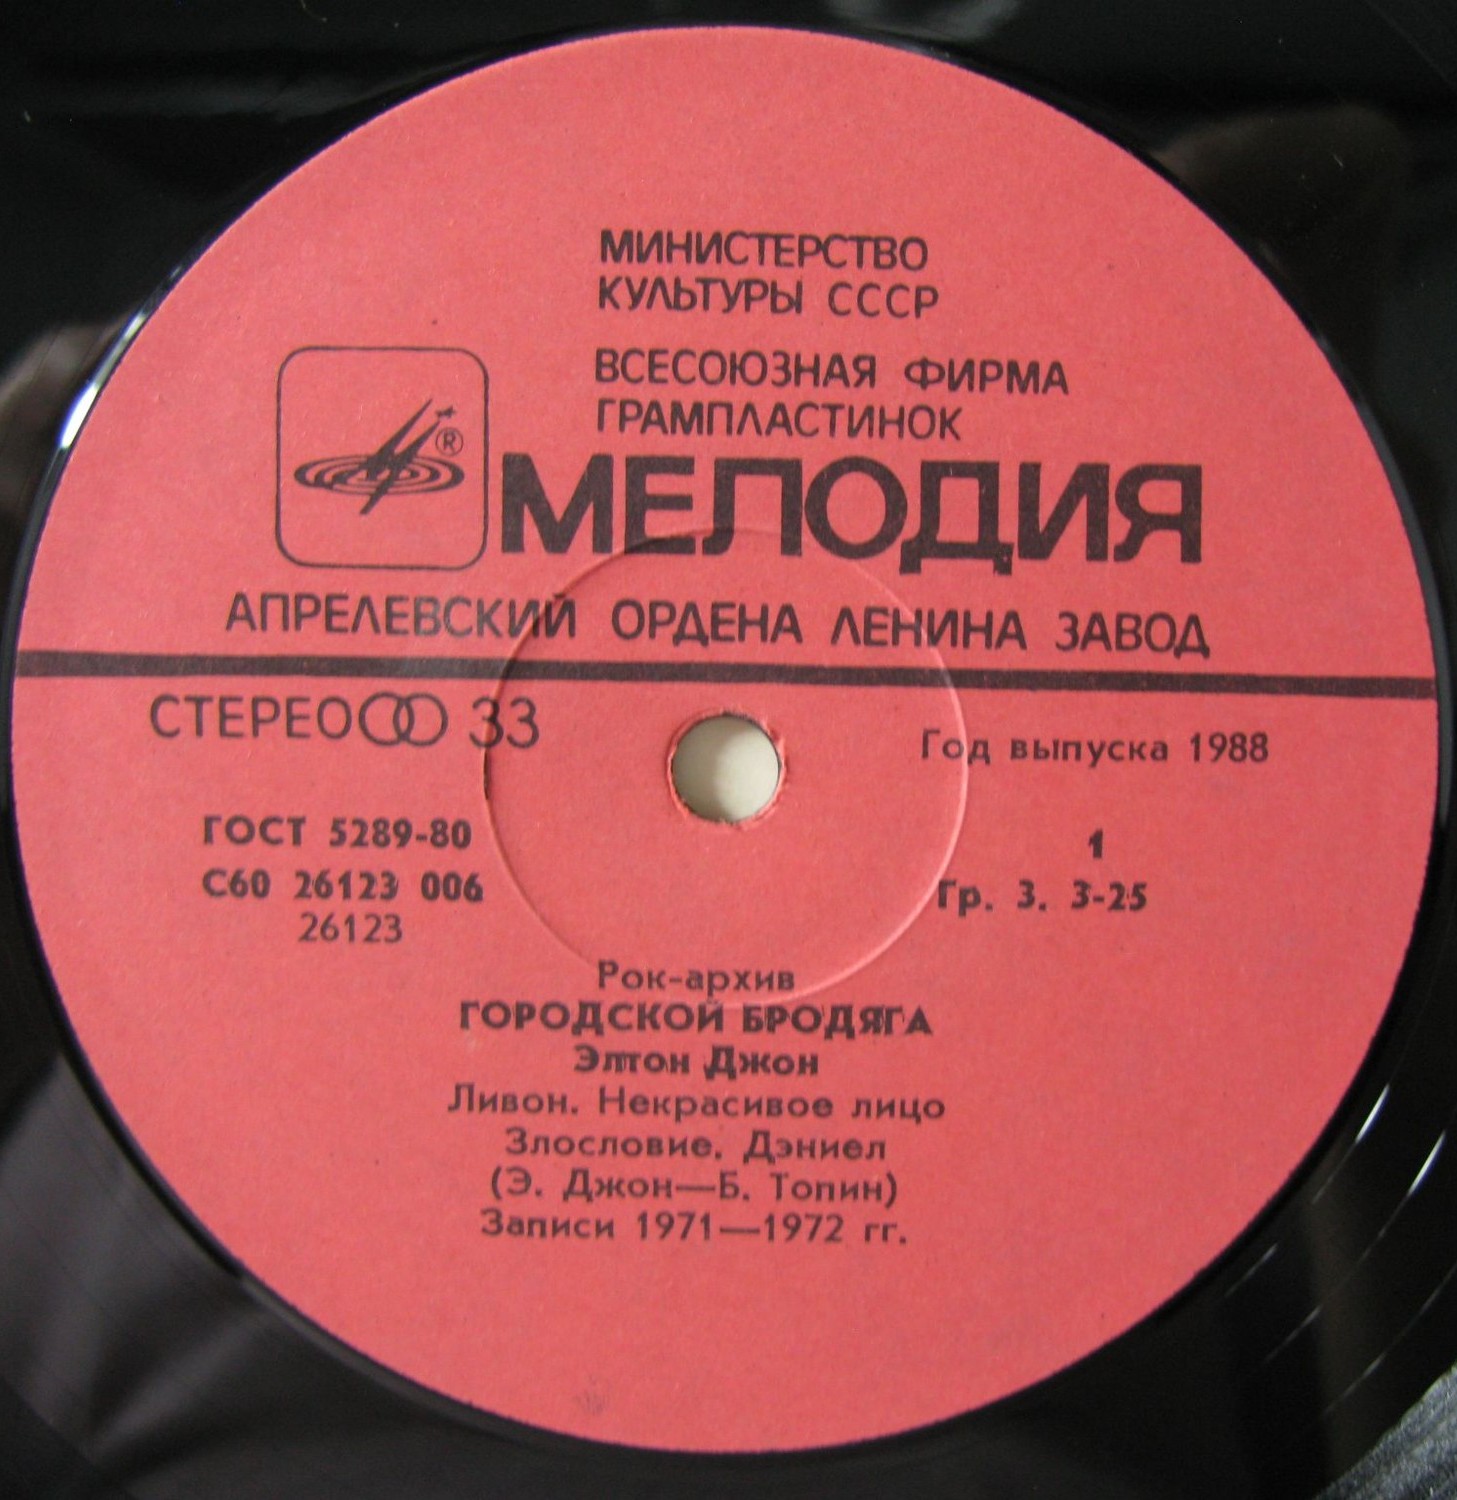 МИНИСТЕРСТВО
КУЛЬТУРЫ СССР
ВСЕСОЮЗНАЯ ФИРМА
ГРАМПЛАСТИНОК
®
МЕЛОДИЯ
АПРЕЛЕВСКИЙ ОРДЕНА ЛЕНИНА ЗАВОД
СТЕРЕО 33
Год выпуска 1988
ГОСТ 5289-80
С60 26123 006
26123
1
Гр. 3. 3-25
Рок-архив
ГОРОДСКОЙ БРОДЯГА
Элтон Джон
Ливон. Некрасивое лицо
Злословие. Дэниел
(Э. Джон—Б. Топин)
Записи 1971—1972 гг.